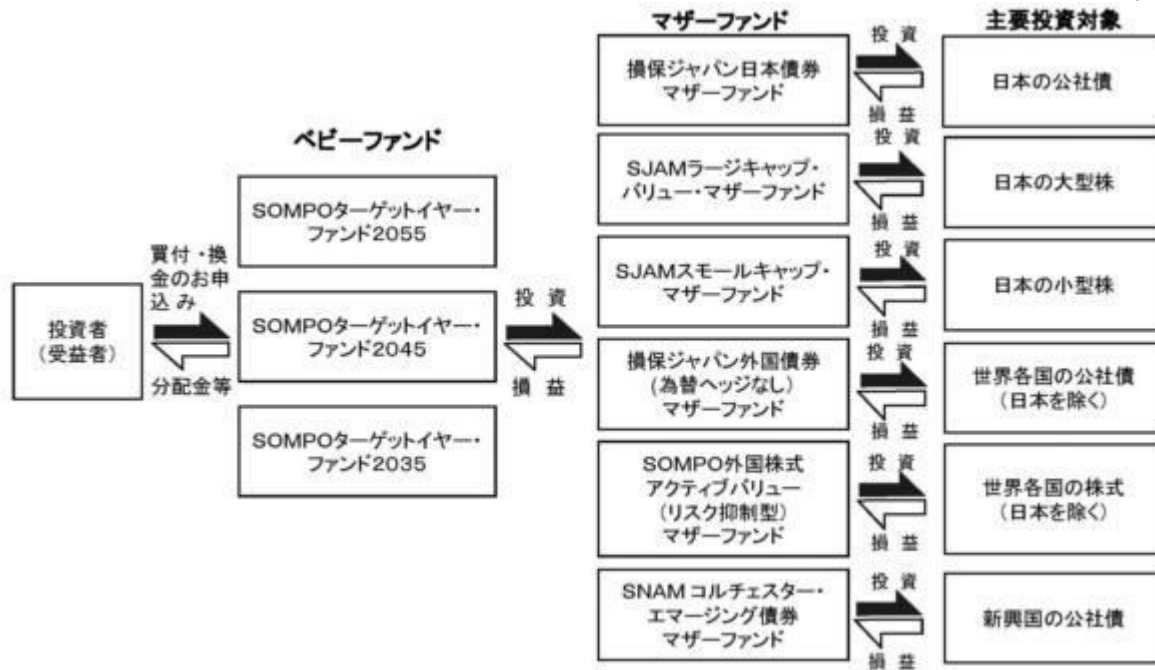 マザーファンド
主要投資対象
投 資
損保ジャパン日本債券
マザーファンド
日本の公社債
損 益
ベビーファンド
投 資
SJAMラージキャップ・
バリュー・マザーファンド
日本の大型株
損 益
SOMPOターゲットイヤー・
ファンド2055
投 資
SJAMスモールキャップ・
マザーファンド
日本の小型株
損 益
買付・換
金のお申
込み
投資者
(受益者)
分配金等
SOMPOターゲットイヤー・
ファンド2045
投 資
損 益
投 資
損保ジャパン外国債券
(為替ヘッジなし)
マザーファンド
世界各国の公社債
(日本を除く)
損 益
SOMPOターゲットイヤー・
ファンド2035
投 資
SOMPO外国株式
アクティブバリュー
(リスク抑制型)
マザーファンド
世界各国の株式
(日本を除く)
損 益
投 資
SNAM コルチェスター・
エマージング債券
マザーファンド
新興国の公社債
損 益